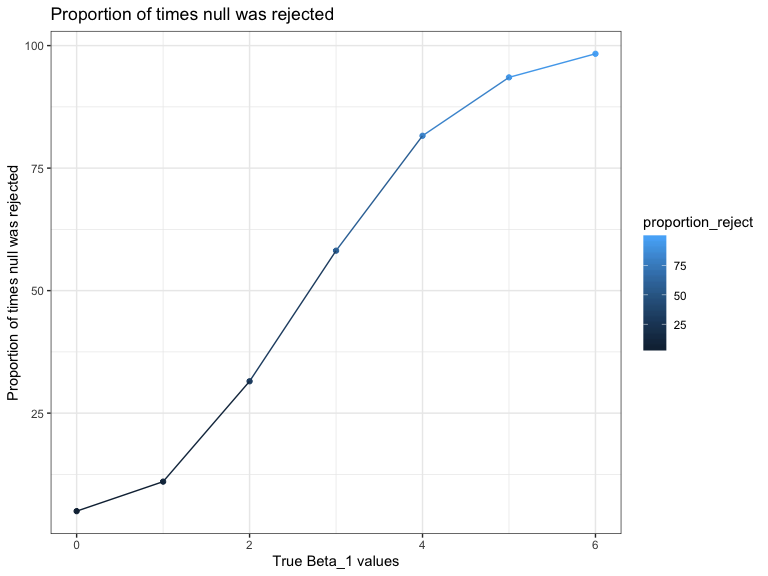 Proportion of times null was rejected
Proportion of times null was rejected
100
75
50
25
0
2
4
6
True Beta_1 values
proportion_reject
75
50
25